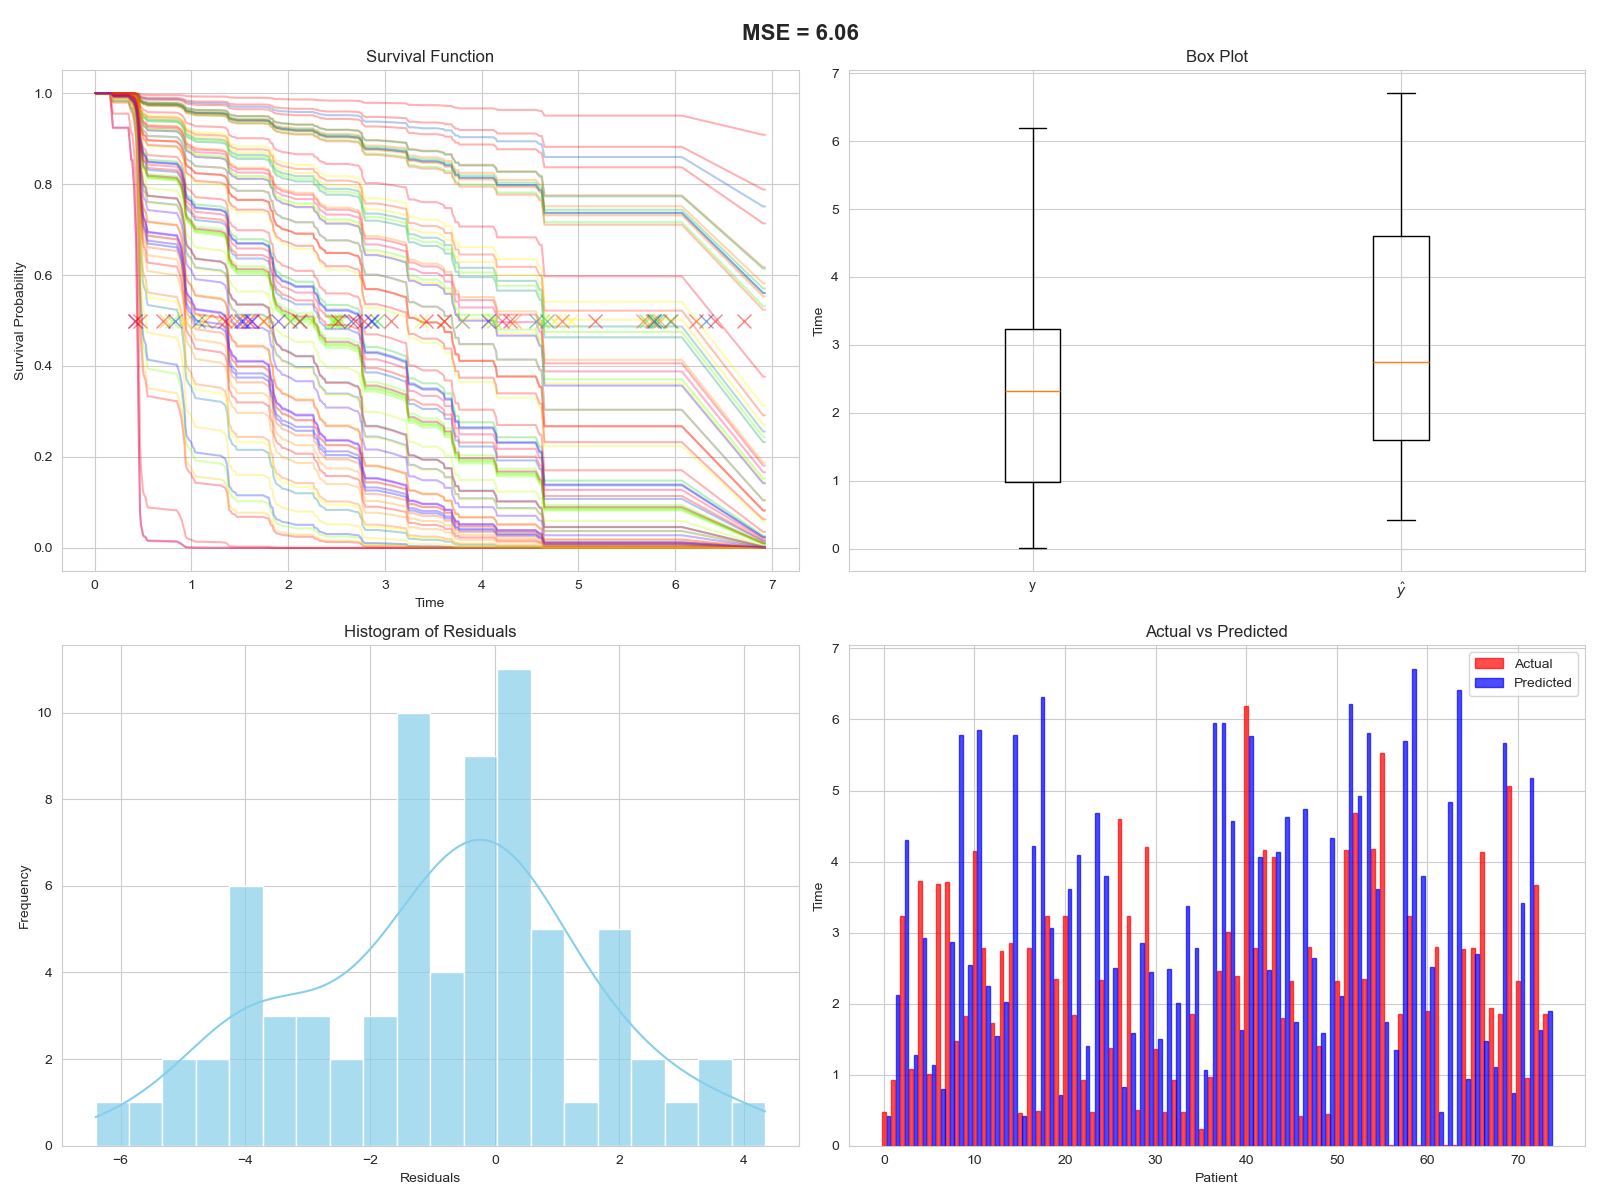 MSE = 6.06
Survival Function
1.0
0.8
0.6
0.4
0.2
0.0
Survival Probability
0 1 2 3 4 5 6 7
Time
Box Plot
7
6
5
4
3
2
1
0
Time
y ŷ
Histogram of Residuals
10
8
6
4
2
0
Frequency
−6 −4 −2 0 2 4
Residuals
Actual vs Predicted
7
6
5
4
3
2
1
0
Time
Actual
Predicted
0 10 20 30 40 50 60 70
Patient